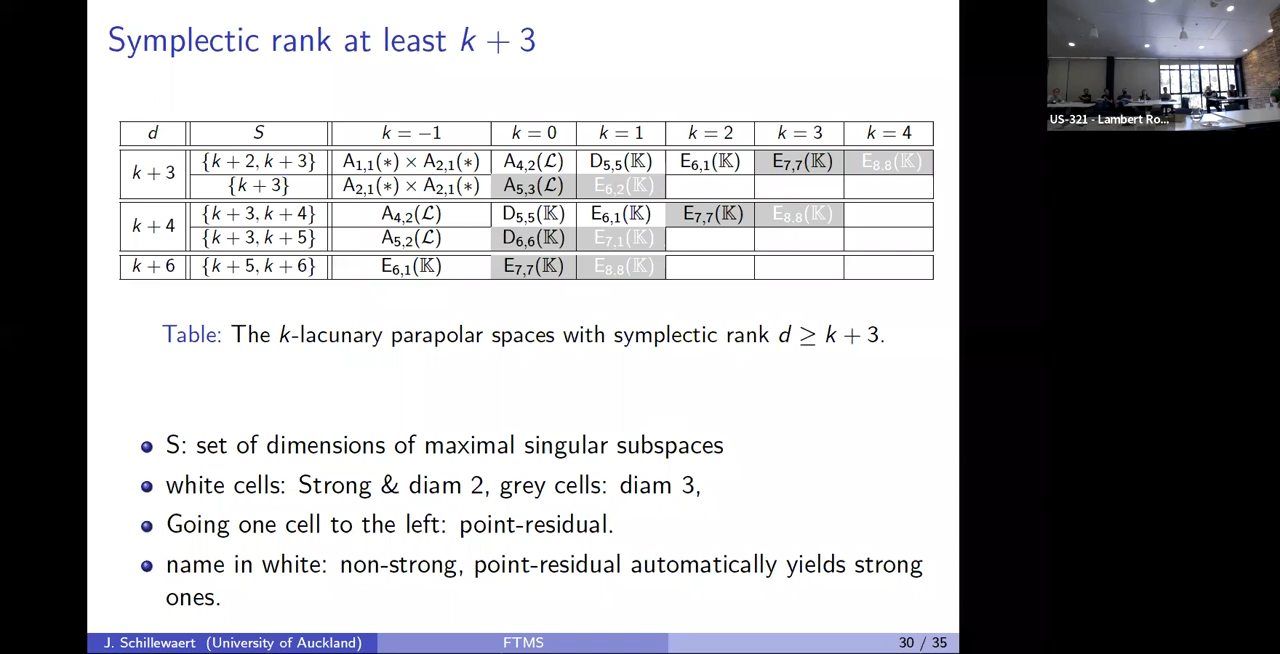 Symplectic rank at least k + 3
d S k = −1 k = 0 k = 1 k = 2 k = 3 k = 4
k + 3 {k + 2, k + 3} A1,1(∗) × A2,1(∗) A4,2(ℒ) D5,5(𝕂) E6,1(𝕂) E7,7(𝕂) E8,8(𝕂)
{k + 3} A2,1(∗) × A2,1(∗) A5,3(ℒ) E6,2(𝕂)
k + 4 {k + 3, k + 4} A4,2(ℒ) D5,5(𝕂) E6,1(𝕂) E7,7(𝕂) E8,8(𝕂)
{k + 3, k + 5} A5,2(ℒ) D6,6(𝕂) E7,1(𝕂)
k + 6 {k + 5, k + 6} E6,1(𝕂) E7,7(𝕂) E8,8(𝕂)
Table: The k-lacunary parapolar spaces with symplectic rank d ≥ k + 3.
S: set of dimensions of maximal singular subspaces
white cells: Strong & diam 2, grey cells: diam 3,
Going one cell to the left: point-residual.
name in white: non-strong, point-residual automatically yields strong
ones.
J. Schillewaert (University of Auckland) FTMS 30 / 35
US-321 - Lambert Ro...